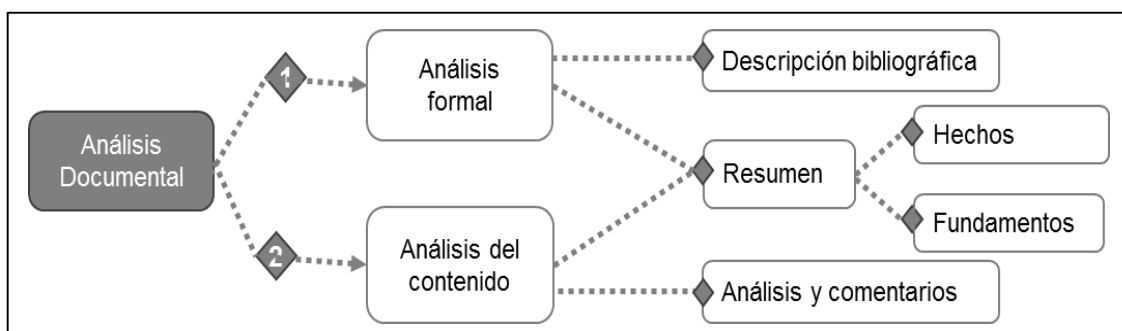 Análisis
Documental
1
2
Análisis
formal
Análisis del
contenido
Descripción bibliográfica
Resumen
Análisis y comentarios
Hechos
Fundamentos